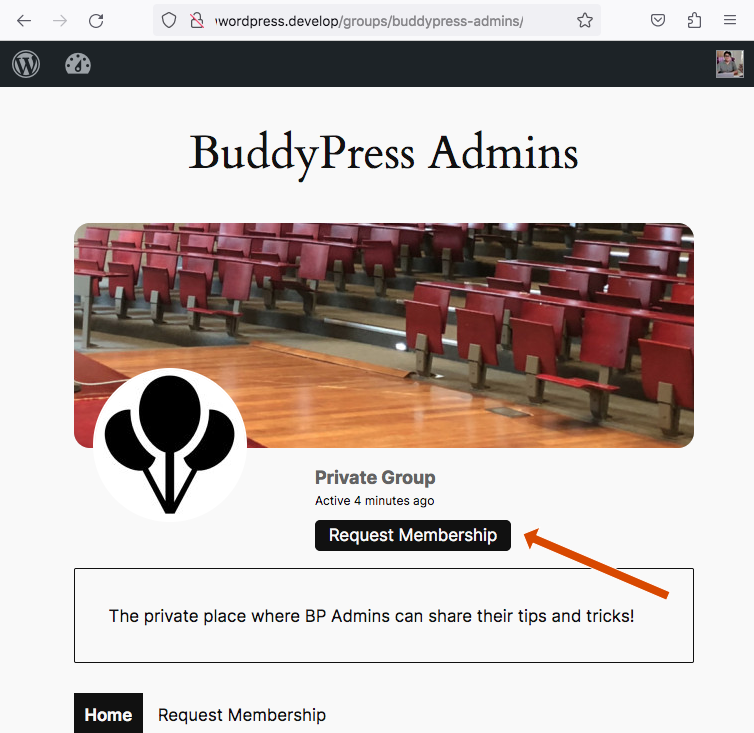 wordpress.develop/groups/buddypress-admins/
BuddyPress Admins
Private Group
Active 4 minutes ago
Request Membership
The private place where BP Admins can share their tips and tricks!
Home Request Membership